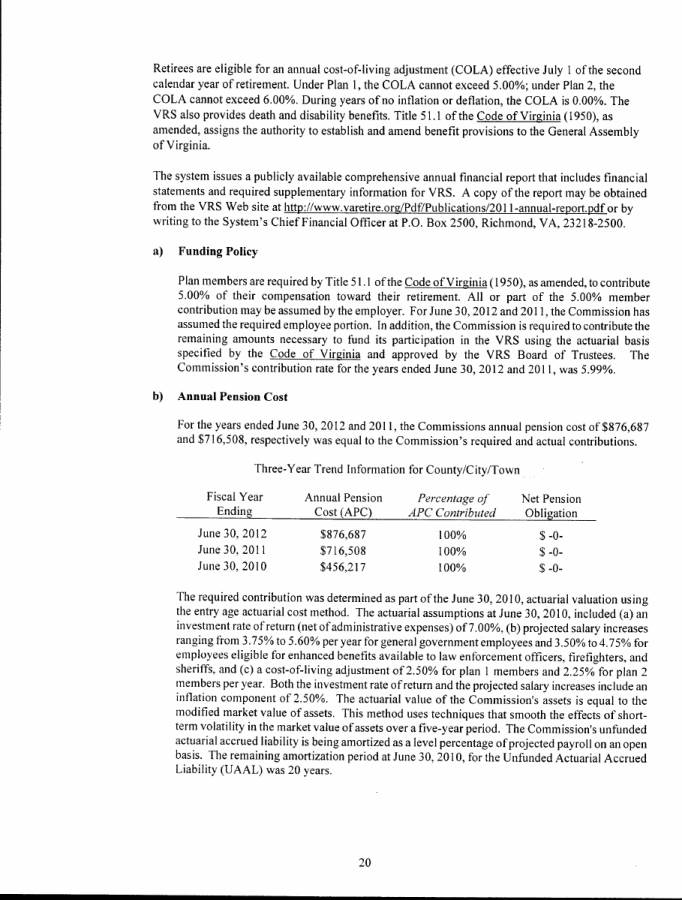 Retirees are eligible for an annual cost-of-living adjustment (COLA) effective July 1 of the second
calendar year of retirement. Under Plan 1, the COLA cannot exceed 5.00%; under Plan 2, the
COLA cannot exceed 6.00%. During years of no inflation or deflation, the COLA is 0.00%. The
VRS also provides death and disability benefits. Title 51.1 of the Code of Virginia (1950), as
amended, assigns the authority to establish and amend benefit provisions to the General Assembly
of Virginia.
The system issues a publicly available comprehensive annual financial report that includes financial
statements and required supplementary information for VRS. A copy of the report may be obtained
from the VRS Web site at http://www.varetire.org/Pdf/Publications/2011-annual-report.pdf or by
writing to the System's Chief Financial Officer at P.O. Box 2500, Richmond, VA, 23218-2500.
a) Funding Policy
Plan members are required by Title 51.1 of the Code of Virginia (1950), as amended, to contribute
5.00% of their compensation toward their retirement. All or part of the 5.00% member
contribution may be assumed by the employer. For June 30, 2012 and 2011, the Commission has
assumed the required employee portion. In addition, the Commission is required to contribute the
remaining amounts necessary to fund its participation in the VRS using the actuarial basis
specified by the Code of Virginia and approved by the VRS Board of Trustees. The
Commission's contribution rate for the years ended June 30, 2012 and 2011, was 5.99%.
b) Annual Pension Cost
For the years ended June 30, 2012 and 2011, the Commissions annual pension cost of $876,687
and $716,508, respectively was equal to the Commission's required and actual contributions.
Three-Year Trend Information for County/City/Town
Fiscal Year Annual Pension Percentage of Net Pension
Ending Cost (APC) APC Contributed Obligation
June 30, 2012 $876,687 100% $ -0-
June 30, 2011 $716,508 100% $ -0-
June 30, 2010 $456,217 100% $ -0-
The required contribution was determined as part of the June 30, 2010, actuarial valuation using
the entry age actuarial cost method. The actuarial assumptions at June 30, 2010, included (a) an
investment rate of return (net of administrative expenses) of 7.00%, (b) projected salary increases
ranging from 3.75% to 5.60% per year for general government employees and 3.50% to 4.75% for
employees eligible for enhanced benefits available to law enforcement officers, firefighters, and
sheriffs, and (c) a cost-of-living adjustment of 2.50% for plan 1 members and 2.25% for plan 2
members per year. Both the investment rate of return and the projected salary increases include an
inflation component of 2.50%. The actuarial value of the Commission's assets is equal to the
modified market value of assets. This method uses techniques that smooth the effects of short-
term volatility in the market value of assets over a five-year period. The Commission's unfunded
actuarial accrued liability is being amortized as a level percentage of projected payroll on an open
basis. The remaining amortization period at June 30, 2010, for the Unfunded Actuarial Accrued
Liability (UAAL) was 20 years.
20